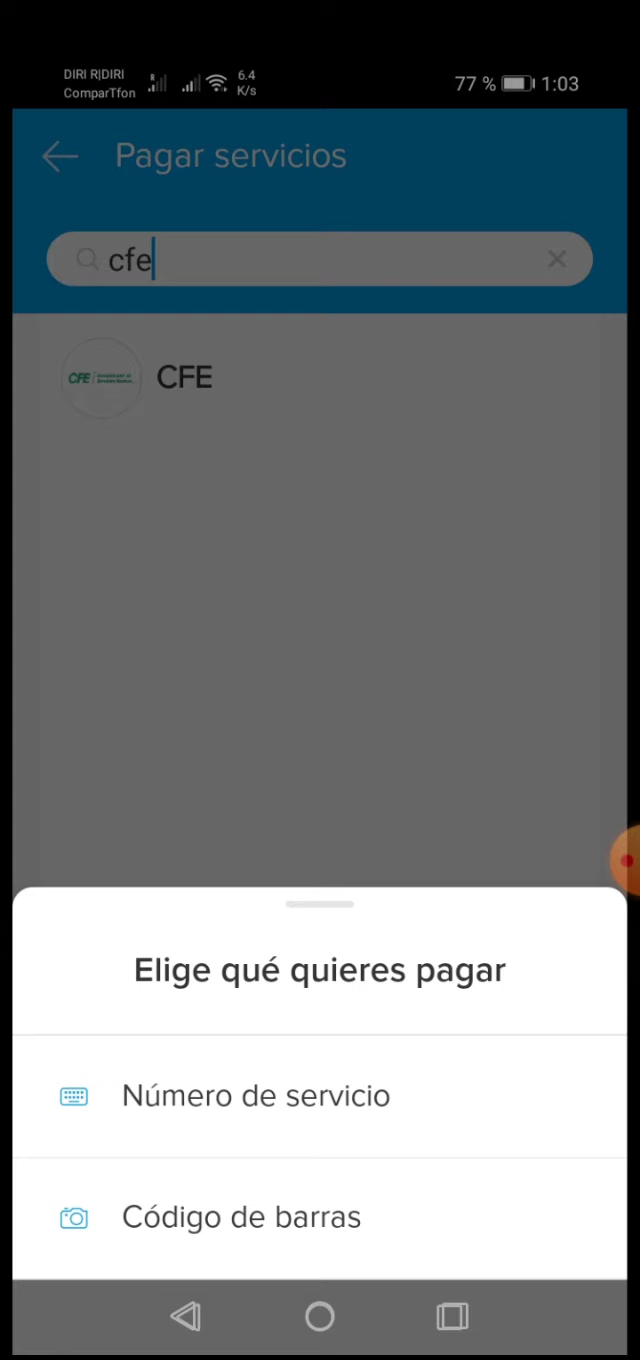 DIRI R|DIRI
ComparTfon
R
6.4
K/s
77 %
1:03
Pagar servicios
cfe
CFE
CFE
Elige qué quieres pagar
Número de servicio
Código de barras